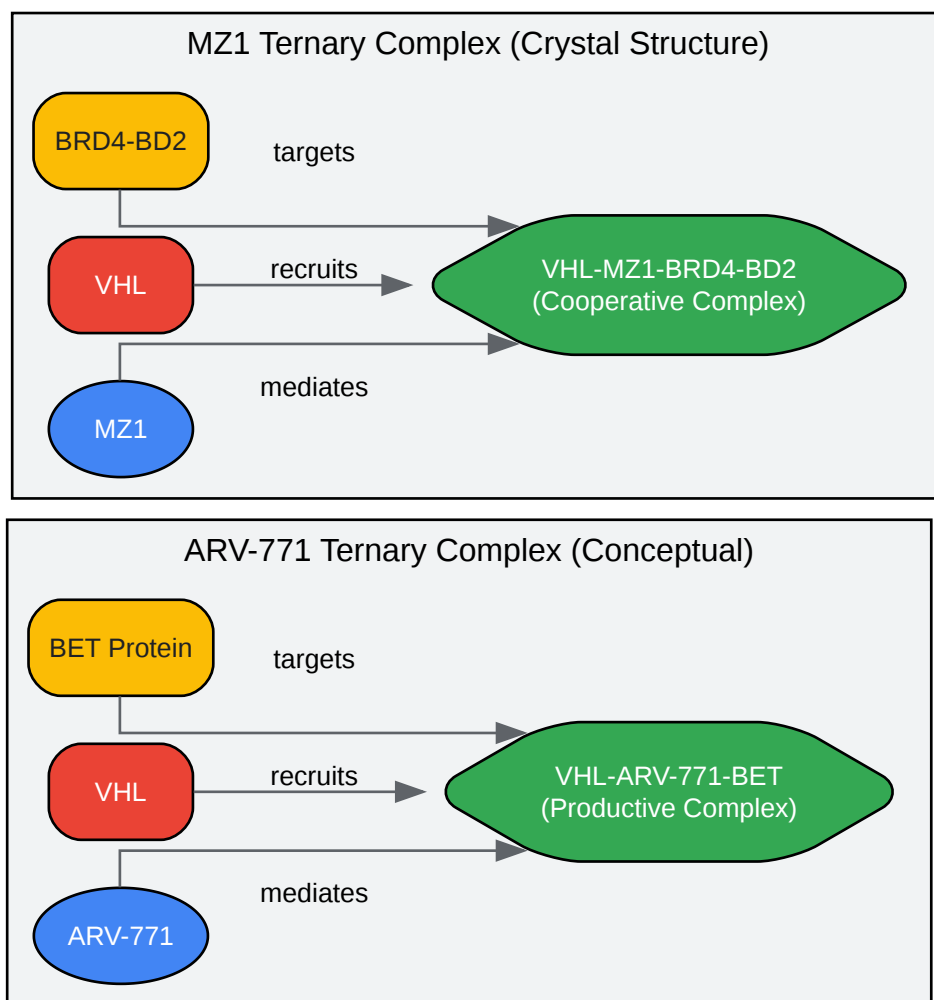 MZ1 Ternary Complex (Crystal Structure)
BRD4-BD2
targets
VHL
recruits
VHL-MZ1-BRD4-BD2
(Cooperative Complex)
mediates
MZ1
ARV-771 Ternary Complex (Conceptual)
BET Protein
targets
VHL
recruits
VHL-ARV-771-BET
(Productive Complex)
mediates
ARV-771